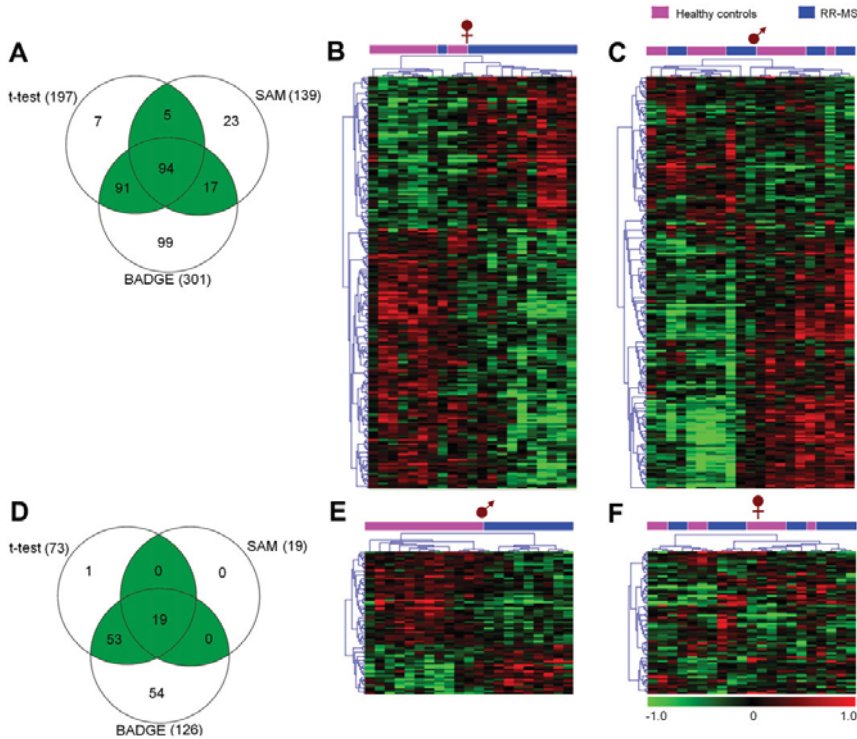 Healthy controls
RR-MS
A
B
C
t-test (197)
SAM (139)
7
5
23
94
91
17
99
BADGE (301)
D
E
F
t-test (73)
SAM (19)
1
0
0
19
53
0
54
BADGE (126)
-1.0
0
1.0